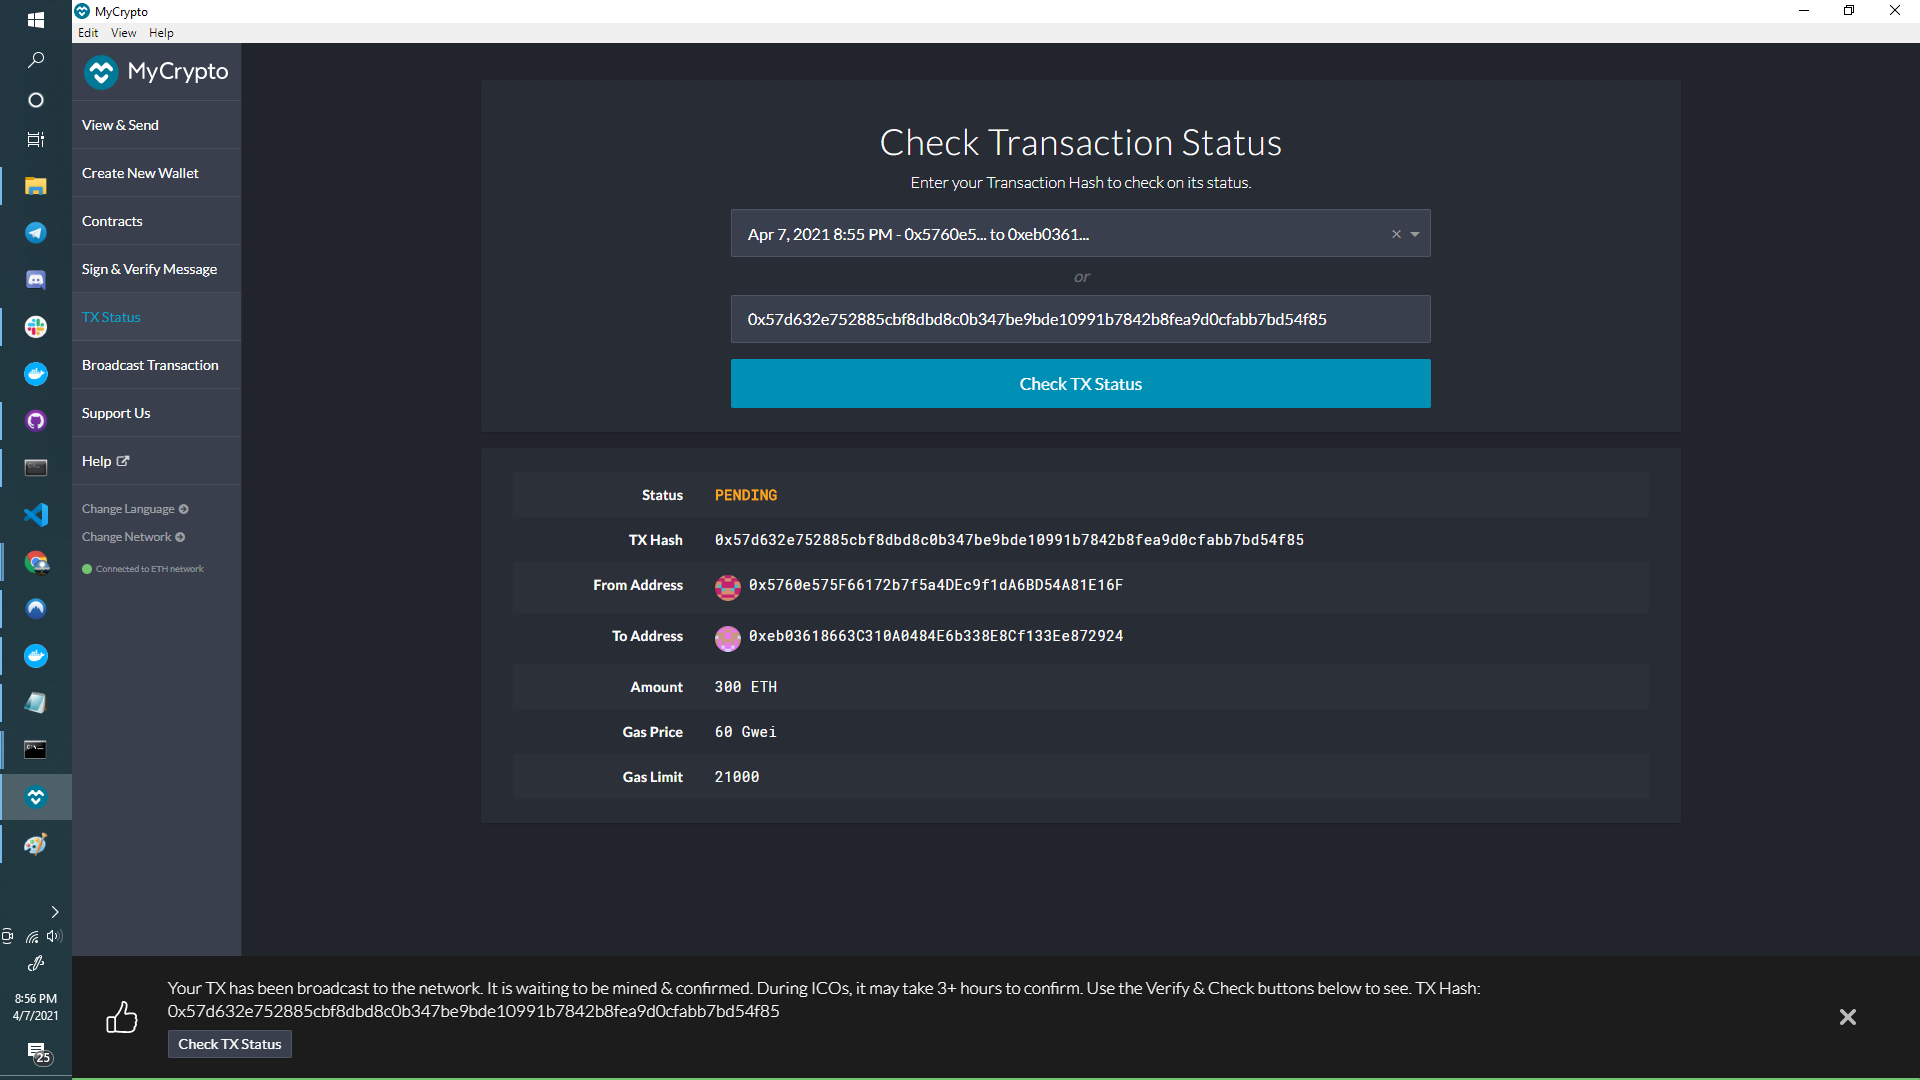 MyCrypto
Edit View Help
MyCrypto
View & Send
Create New Wallet
Contracts
Sign & Verify Message
TX Status
Broadcast Transaction
Support Us
Help
Change Language
Change Network
Connected to ETH network
Check Transaction Status
Enter your Transaction Hash to check on its status.
Apr 7, 2021 8:55 PM - 0x5760e5... to 0xeb0361...
or
0x57d632e752885cbf8dbd8c0b347be9bde10991b7842b8fea9d0cfabb7bd54f85
Check TX Status
Status PENDING
TX Hash 0x57d632e752885cbf8dbd8c0b347be9bde10991b7842b8fea9d0cfabb7bd54f85
From Address 0x5760e575F66172b7f5a4DEc9f1dA6BD54A81E16F
To Address 0xeb03618663C310A0484E6b338E8Cf133Ee872924
Amount 300 ETH
Gas Price 60 Gwei
Gas Limit 21000
Your TX has been broadcast to the network. It is waiting to be mined & confirmed. During ICOs, it may take 3+ hours to confirm. Use the Verify & Check buttons below to see. TX Hash:
0x57d632e752885cbf8dbd8c0b347be9bde10991b7842b8fea9d0cfabb7bd54f85
Check TX Status
8:56 PM
4/7/2021
25